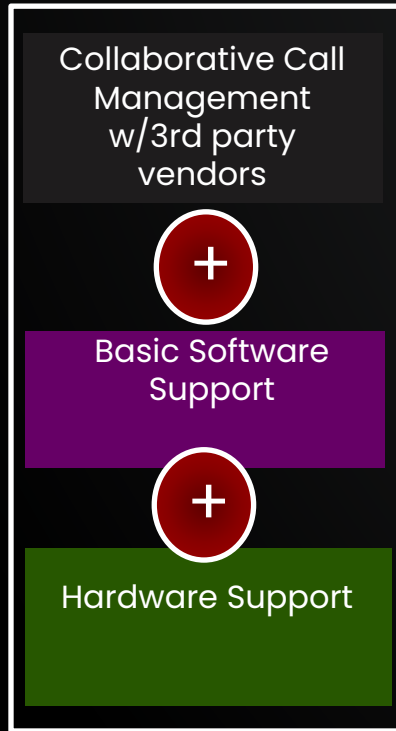 Collaborative Call
Management
w/3rd party
vendors
+
Basic Software
Support
+
Hardware Support